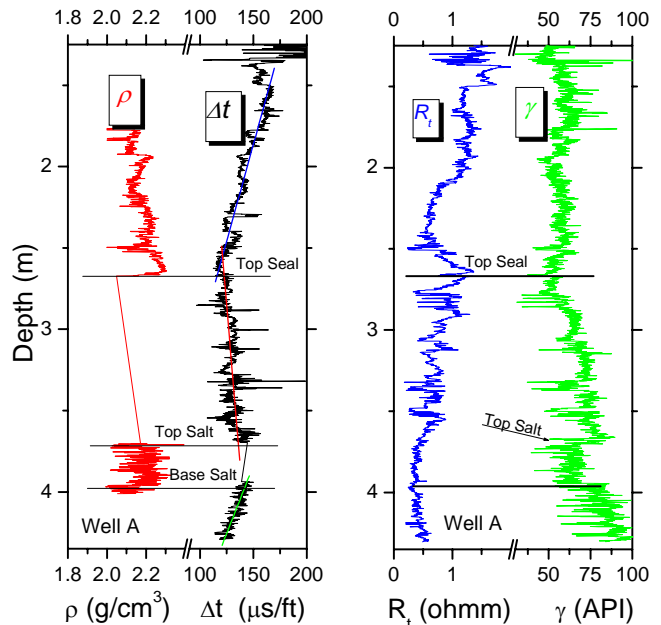 1.8 2.0 2.2 100 150 200
0 1 50 75 100
ρ
Δt
R_t
γ
2
2
Top Seal
Top Seal
Depth (m)
3
3
Top Salt
Top Salt
Base Salt
4
4
Well A
Well A
1.8 2.0 2.2 100 150 200
0 1 50 75 100
ρ (g/cm³) Δt (μs/ft)
R_t (ohmm) γ (API)